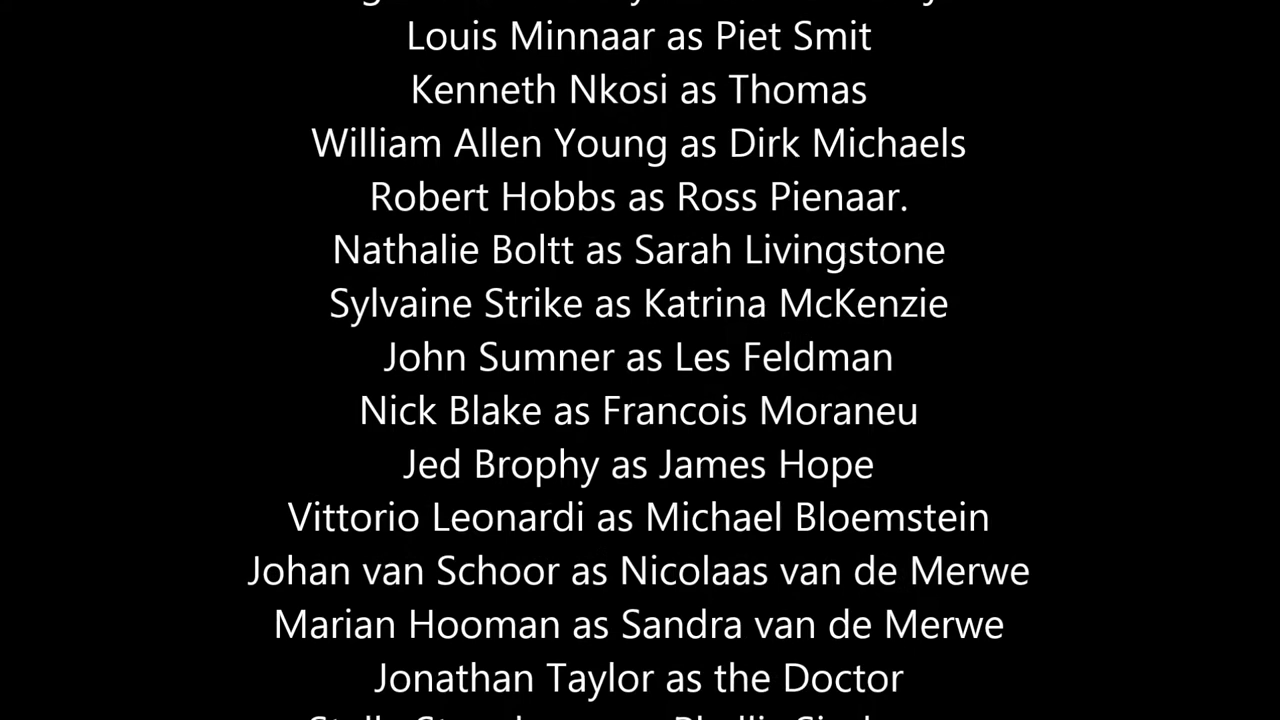 Louis Minnaar as Piet Smit
Kenneth Nkosi as Thomas
William Allen Young as Dirk Michaels
Robert Hobbs as Ross Pienaar.
Nathalie Boltt as Sarah Livingstone
Sylvaine Strike as Katrina McKenzie
John Sumner as Les Feldman
Nick Blake as Francois Moraneu
Jed Brophy as James Hope
Vittorio Leonardi as Michael Bloemstein
Johan van Schoor as Nicolaas van de Merwe
Marian Hooman as Sandra van de Merwe
Jonathan Taylor as the Doctor